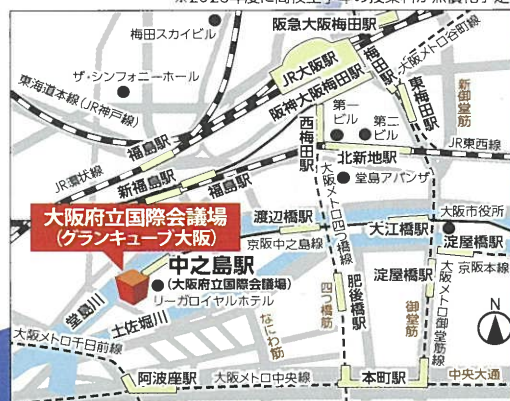 阪急大阪梅田駅
梅田スカイビル
大阪メトロ谷町線
梅田駅
JR大阪駅
ザ・シンフォニーホール
阪神大阪梅田駅
東梅田駅
新御堂筋
東海道本線(JR神戸線)
第一ビル
第二ビル
西梅田駅
福島駅
JR東西線
北新地駅
JR環状線
新福島駅
福島駅
堂島アバンザ
大阪府立国際会議場
(グランキューブ大阪)
渡辺橋駅
大阪メトロ四つ橋線
大江橋駅
大阪市役所
京阪中之島線
淀屋橋駅
中之島駅
(大阪府立国際会議場)
京阪本線
リーガロイヤルホテル
肥後橋駅
淀屋橋駅
大阪メトロ御堂筋線
堂島川
土佐堀川
四つ橋筋
御堂筋
なにわ筋
N
大阪メトロ千日前線
阿波座駅
大阪メトロ中央線
本町駅
中央大通